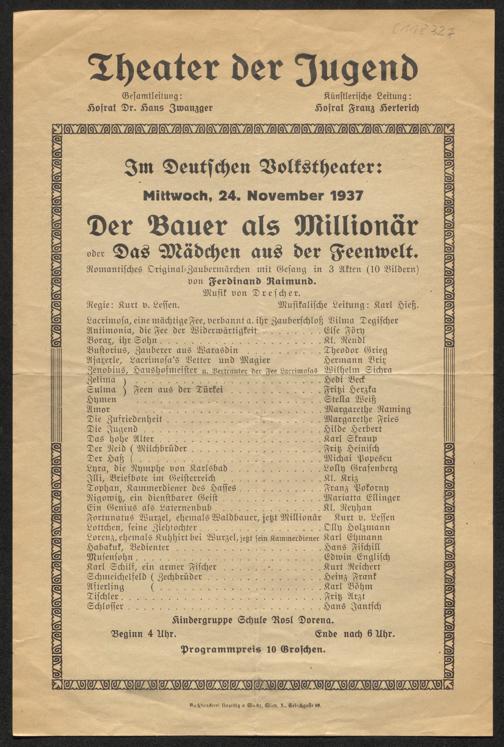 C 118327
Theater der Jugend
Gesamtleitung: Künstlerische Leitung:
Hofrat Dr. Hans Zwanzger Hofrat Franz Herterich
Im Deutschen Volkstheater:
Mittwoch, 24. November 1937
Der Bauer als Millionär
oder Das Mädchen aus der Feenwelt.
Romantisches Original-Zaubermärchen mit Gesang in 3 Akten (10 Bildern)
von Ferdinand Raimund.
Musik von Drescher.
Regie: Kurt v. Lessen. Musikalische Leitung: Karl Hieß.
Lacrimosa, eine mächtige Fee, verbannt a. ihr Zauberschloß Vilma Degischer
Antimonia, die Fee der Widerwärtigkeit Else Föry
Borax, ihr Sohn Kl. Rendl
Bustorius, Zauberer aus Warasdin Theodor Grieg
Ajaxerle, Lacrimosa's Vetter und Magier Hermann Brix
Zenobius, Haushofmeister u. Vertrauter der Fee Lacrimosas Wilhelm Sichra
Zelima } Hedi Beck
Sulma } Feen aus der Türkei Fritzi Herzka
Hymen Stella Weiß
Amor Margarethe Raming
Die Zufriedenheit Margarethe Fries
Die Jugend Hilde Herbert
Das hohe Alter Karl Skraup
Der Neid ( Milchbrüder Fritz Heinisch
Der Haß ( Michai Popescu
Lyra, die Nymphe von Karlsbad Lolly Grafenberg
Illi, Briefbote im Geisterreich Kl. Kriz
Tophan, Kammerdiener des Hasses Franz Pokorny
Nigowitz, ein dienstbarer Geist Mariatta Ellinger
Ein Genius als Laternenbub Kl. Reyhan
Fortunatus Wurzel, ehemals Waldbauer, jetzt Millionär Kurt v. Lessen
Lottchen, seine Ziehtochter Olly Holzmann
Lorenz, ehemals Kuhhirt bei Wurzel, jetzt sein Kammerdiener Karl Ehmann
Habakuk, Bedienter Hans Fischill
Musensohn Edwin Englisch
Karl Schilf, ein armer Fischer Kurt Reichert
Schmeichelfeld ( Zechbrüder Heinz Frank
Afterling ( Karl Böhm
Tischler Fritz Arzt
Schlosser Hans Jantsch
Kindergruppe Schule Rosl Dorena.
Beginn 4 Uhr. Ende nach 6 Uhr.
Programmpreis 10 Groschen.
Wien, X.,